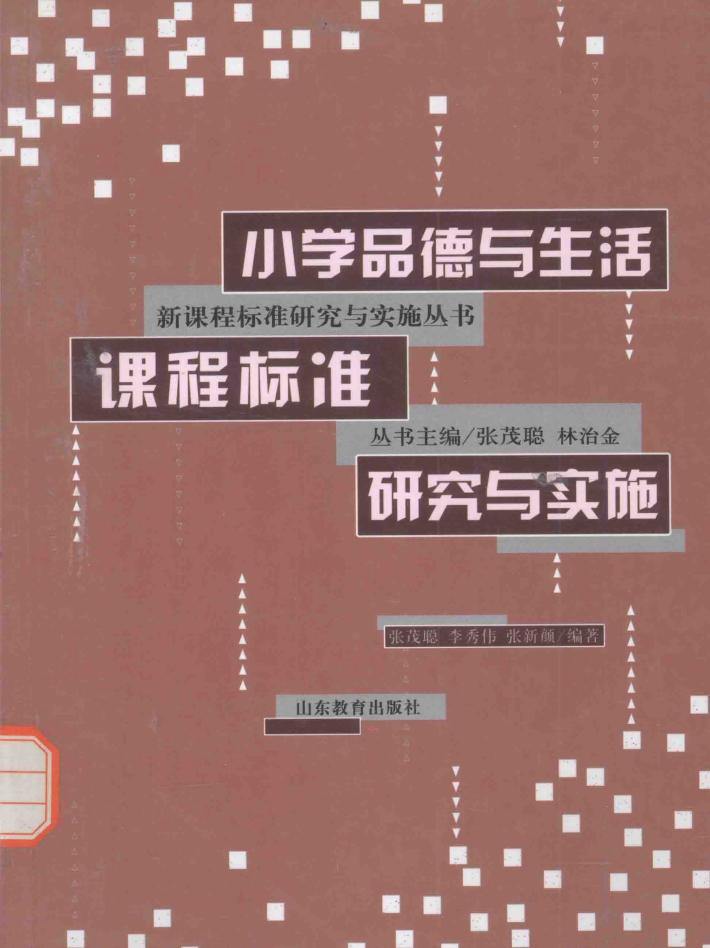 小学品德与生活
新课程标准研究与实施丛书
课程标准
丛书主编/张茂聪 林治金
研究与实施
张茂聪 李秀伟 张新颜/编著
山东教育出版社